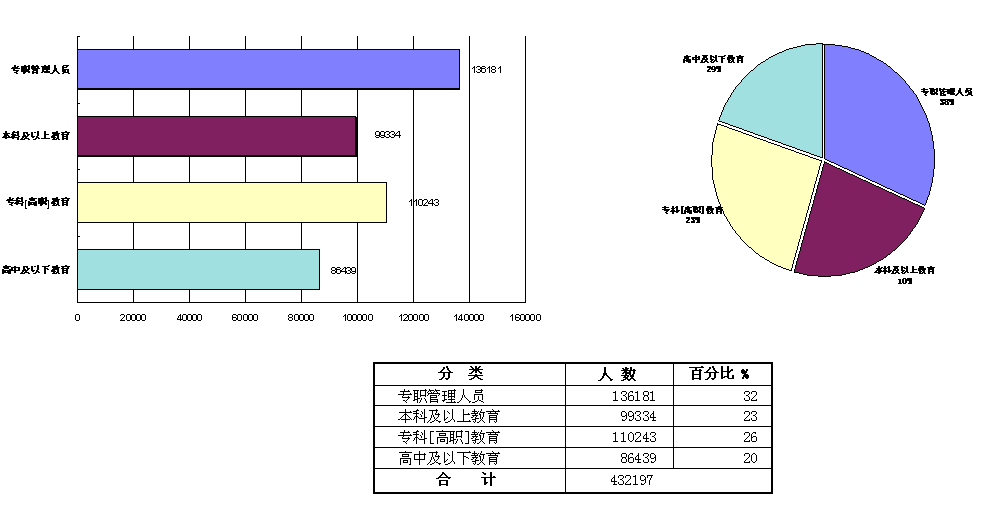 专职管理人员
136181
本科及以上教育
99334
专科[高职]教育
110243
高中及以下教育
86439
0 20000 40000 60000 80000 100000 120000 140000 160000
高中及以下教育
29%
专职管理人员
38%
专科[高职]教育
23%
本科及以上教育
10%
分 类 人 数 百分比 %
专职管理人员 136181 32
本科及以上教育 99334 23
专科[高职]教育 110243 26
高中及以下教育 86439 20
合 计 432197